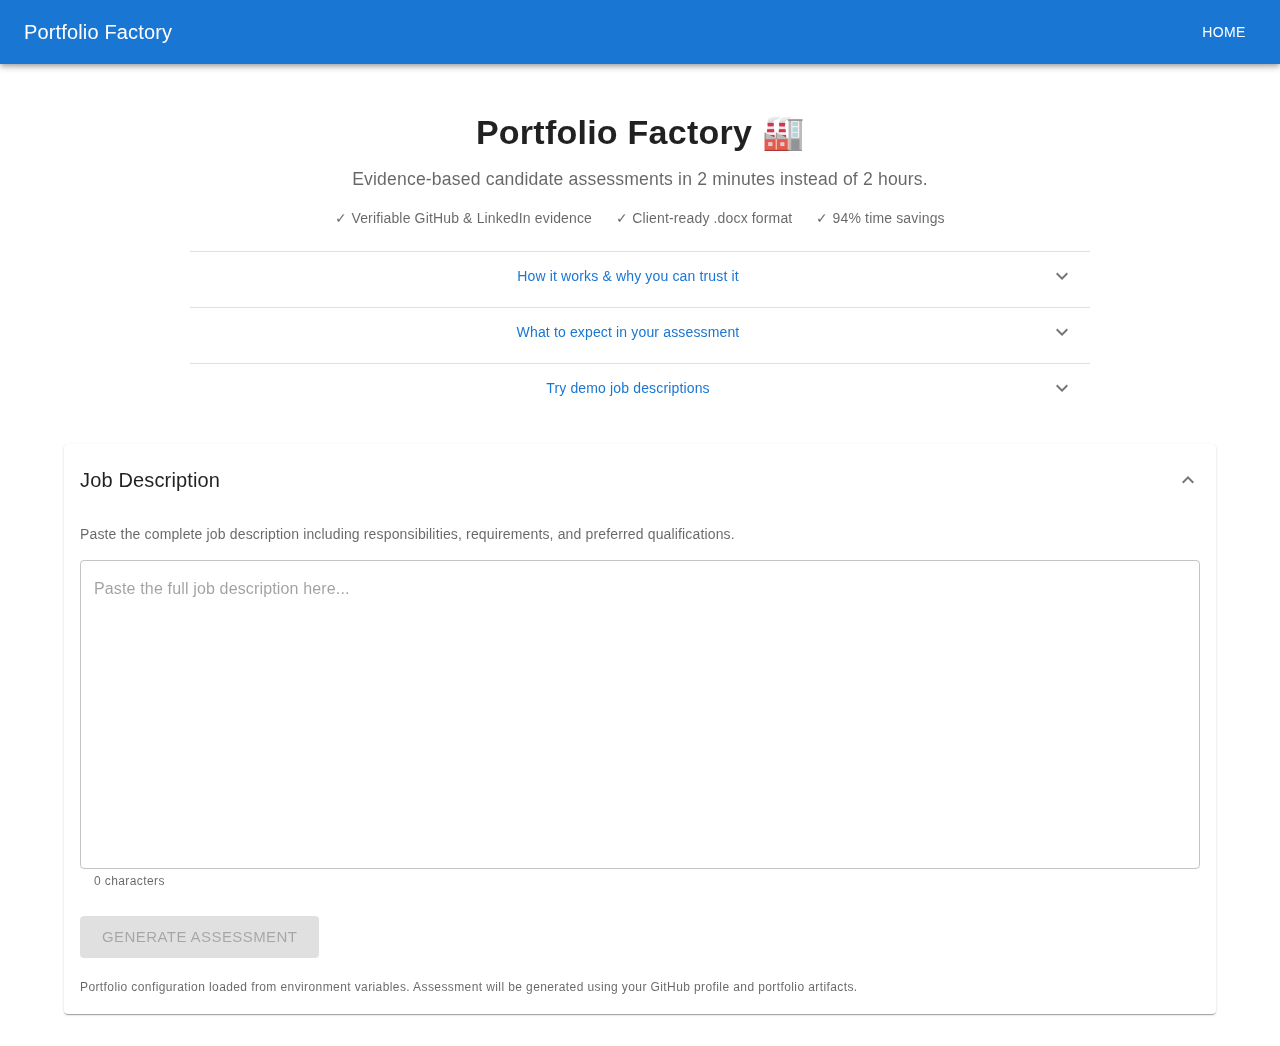 Portfolio Factory
HOME
Portfolio Factory 🏭
Evidence-based candidate assessments in 2 minutes instead of 2 hours.
✓ Verifiable GitHub & LinkedIn evidence ✓ Client-ready .docx format ✓ 94% time savings
How it works & why you can trust it
What to expect in your assessment
Try demo job descriptions
Job Description
Paste the complete job description including responsibilities, requirements, and preferred qualifications.
Paste the full job description here...
0 characters
GENERATE ASSESSMENT
Portfolio configuration loaded from environment variables. Assessment will be generated using your GitHub profile and portfolio artifacts.